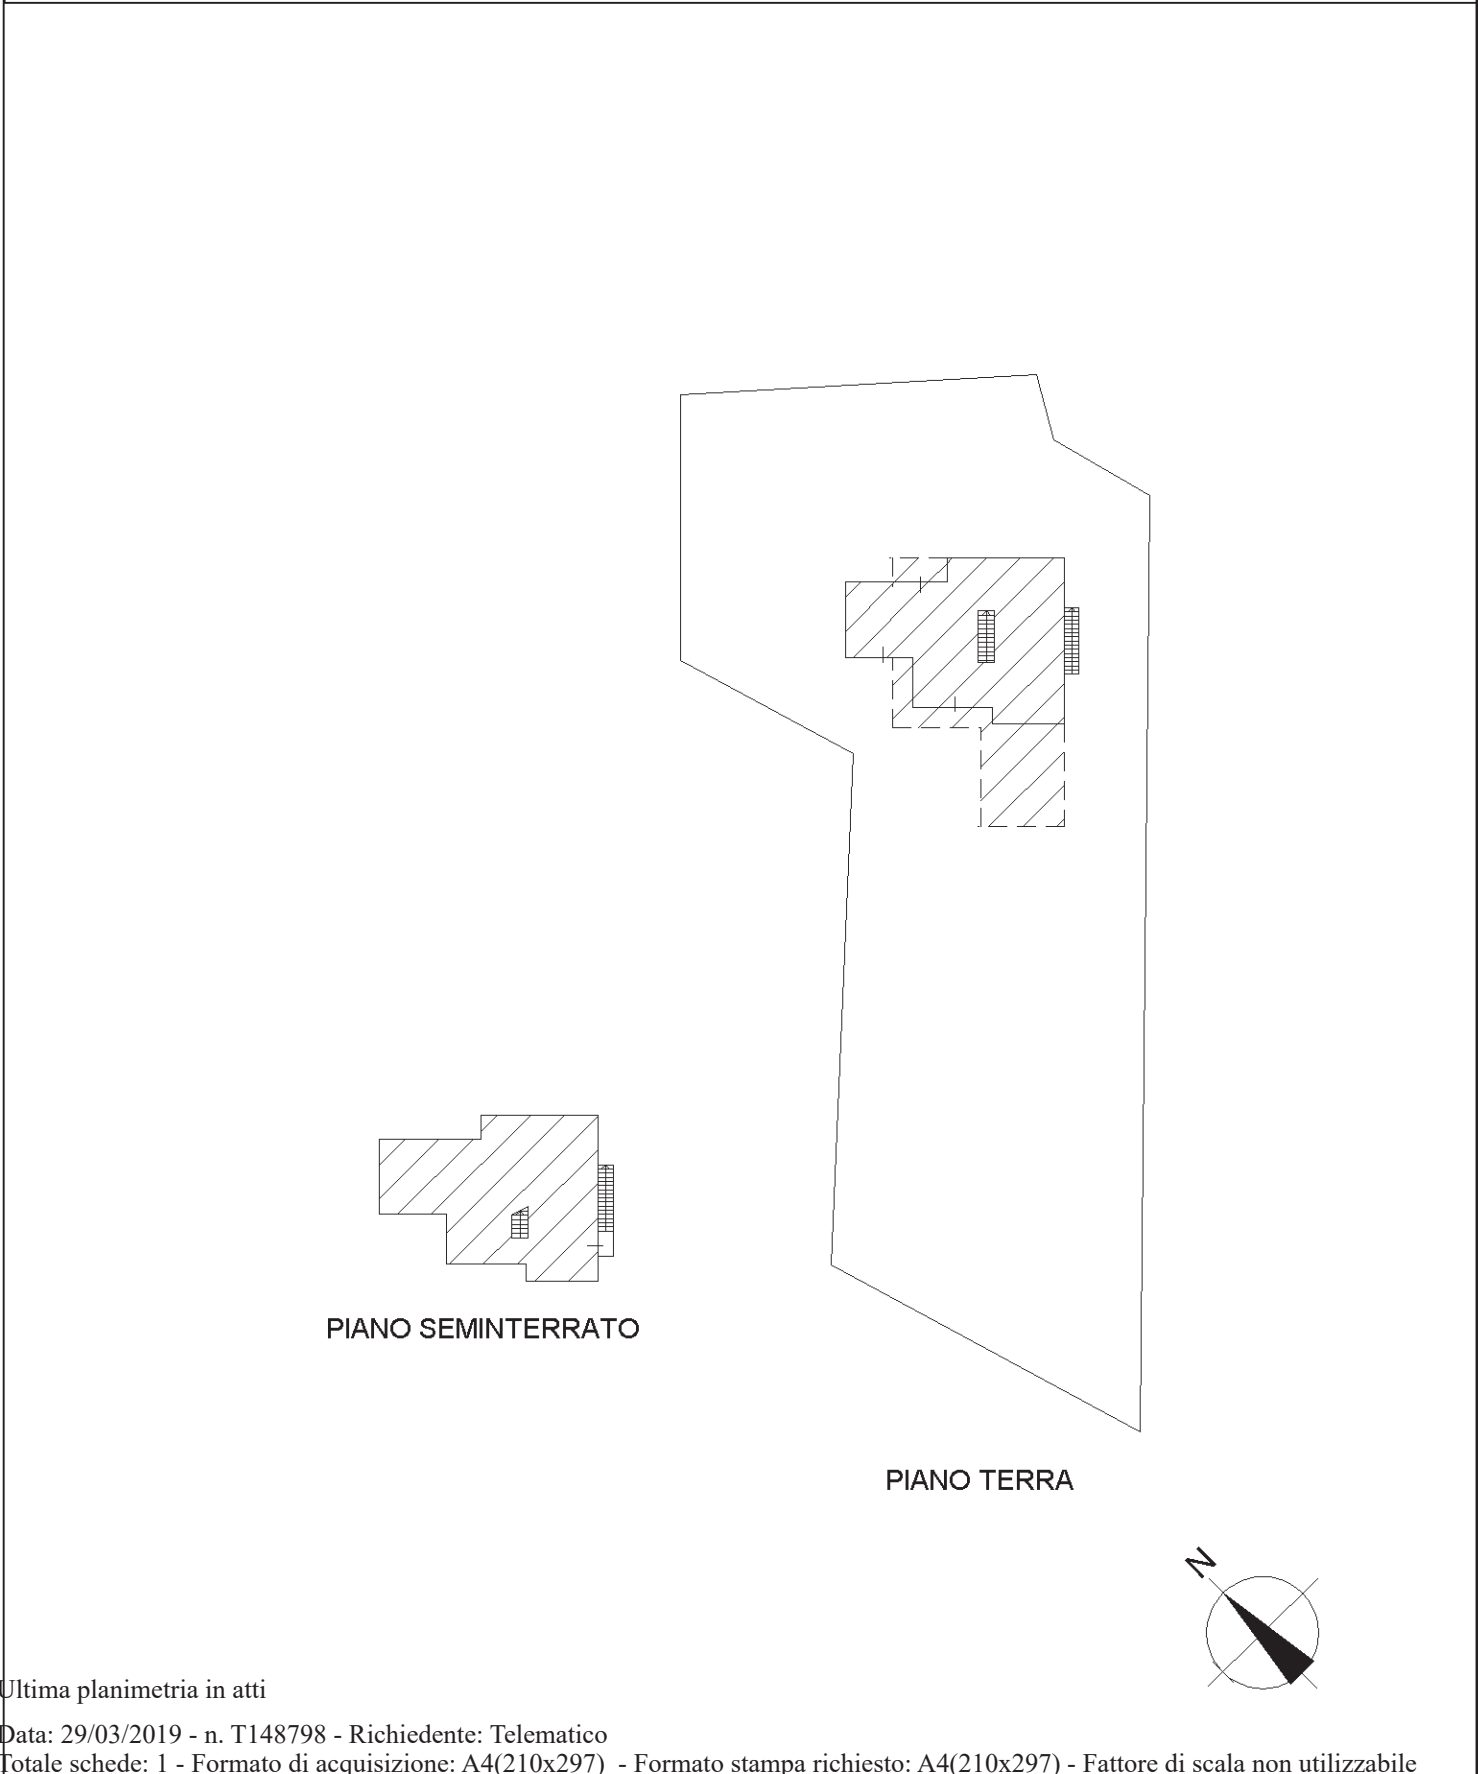 PIANO SEMINTERRATO
PIANO TERRA
N
Ultima planimetria in atti
Data: 29/03/2019 - n. T148798 - Richiedente: Telematico
Totale schede: 1 - Formato di acquisizione: A4(210x297) - Formato stampa richiesto: A4(210x297) - Fattore di scala non utilizzabile